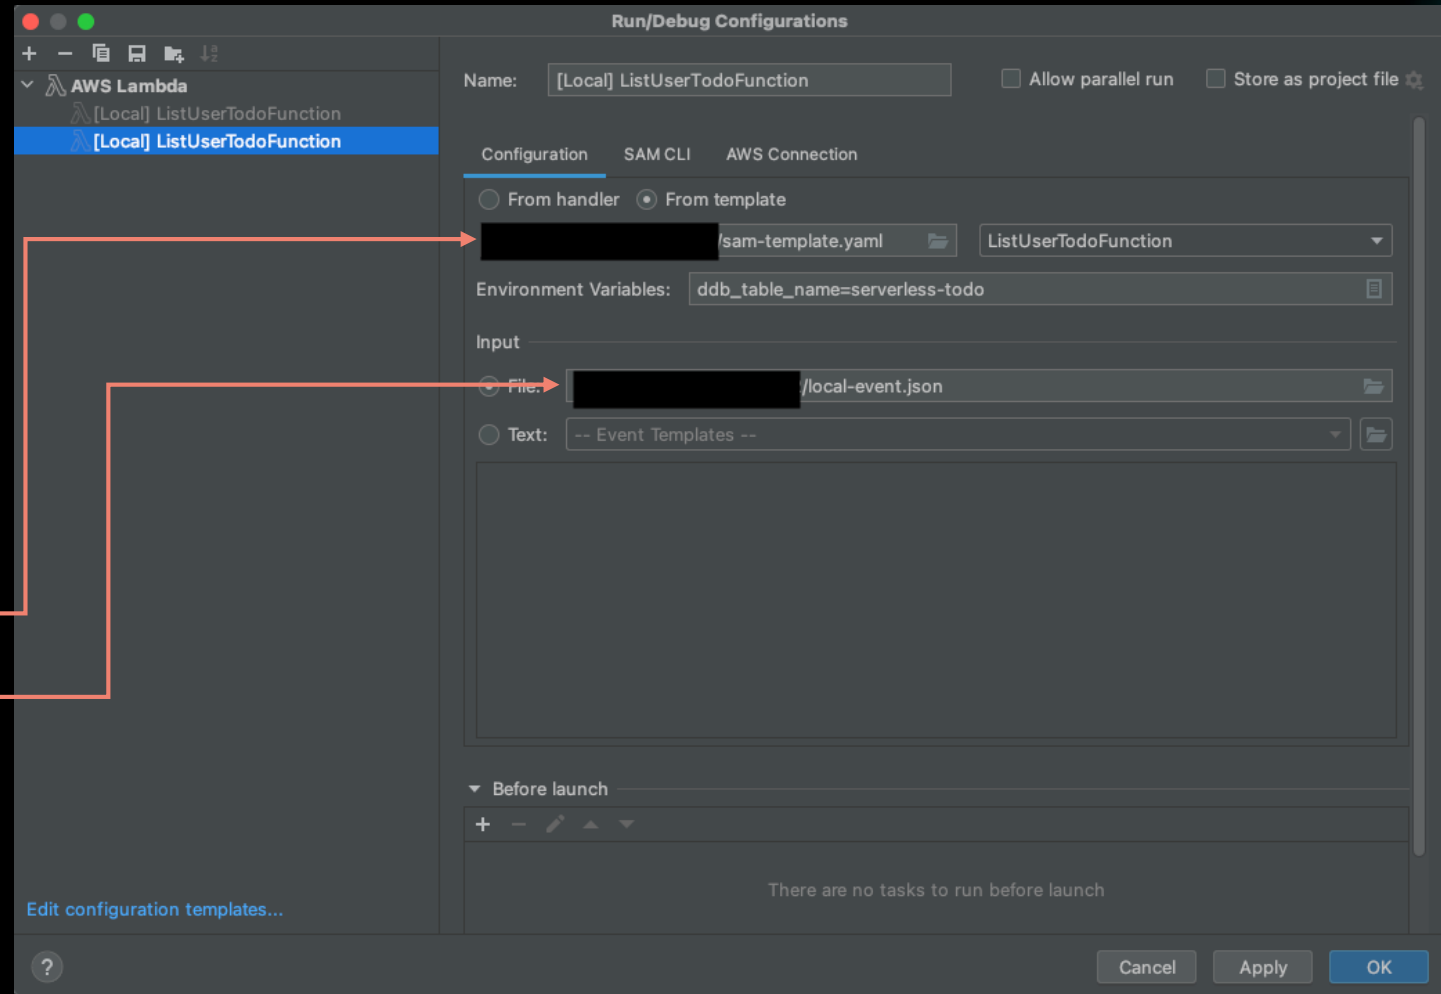 Run/Debug Configurations
AWS Lambda
[Local] ListUserTodoFunction
[Local] ListUserTodoFunction
Edit configuration templates...
Name: [Local] ListUserTodoFunction Allow parallel run Store as project file
Configuration SAM CLI AWS Connection
From handler From template
/sam-template.yaml ListUserTodoFunction
Environment Variables: ddb_table_name=serverless-todo
Input
File: /local-event.json
Text: -- Event Templates --
Before launch
There are no tasks to run before launch
? Cancel Apply OK